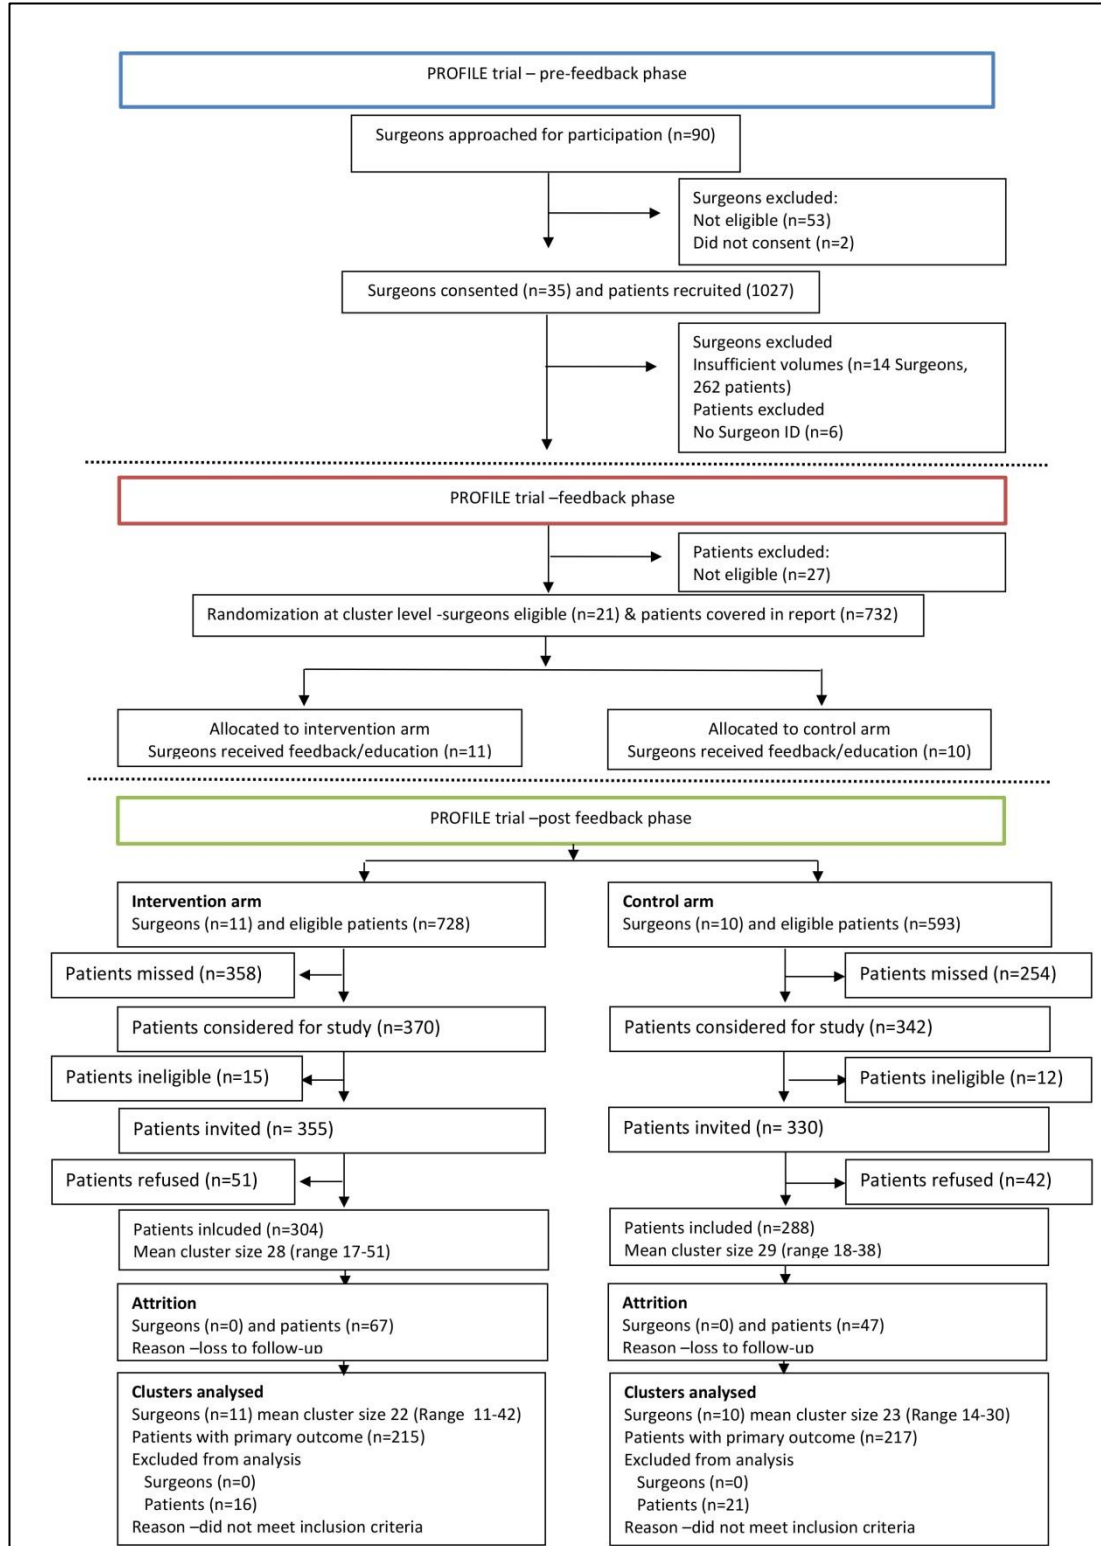 PROFILE trial – pre-feedback phase
Surgeons approached for participation (n=90)
Surgeons excluded:
Not eligible (n=53)
Did not consent (n=2)
Surgeons consented (n=35) and patients recruited (1027)
Surgeons excluded
Insufficient volumes (n=14 Surgeons,
262 patients)
Patients excluded
No Surgeon ID (n=6)
PROFILE trial –feedback phase
Patients excluded:
Not eligible (n=27)
Randomization at cluster level -surgeons eligible (n=21) & patients covered in report (n=732)
Allocated to intervention arm
Surgeons received feedback/education (n=11)
Allocated to control arm
Surgeons received feedback/education (n=10)
PROFILE trial –post feedback phase
Intervention arm
Surgeons (n=11) and eligible patients (n=728)
Control arm
Surgeons (n=10) and eligible patients (n=593)
Patients missed (n=358)
Patients missed (n=254)
Patients considered for study (n=370)
Patients considered for study (n=342)
Patients ineligible (n=15)
Patients ineligible (n=12)
Patients invited (n= 355)
Patients invited (n= 330)
Patients refused (n=51)
Patients refused (n=42)
Patients inlcuded (n=304)
Mean cluster size 28 (range 17-51)
Patients included (n=288)
Mean cluster size 29 (range 18-38)
Attrition
Surgeons (n=0) and patients (n=67)
Reason –loss to follow-up
Attrition
Surgeons (n=0) and patients (n=47)
Reason –loss to follow-up
Clusters analysed
Surgeons (n=11) mean cluster size 22 (Range 11-42)
Patients with primary outcome (n=215)
Excluded from analysis
Surgeons (n=0)
Patients (n=16)
Reason –did not meet inclusion criteria
Clusters analysed
Surgeons (n=10) mean cluster size 23 (Range 14-30)
Patients with primary outcome (n=217)
Excluded from analysis
Surgeons (n=0)
Patients (n=21)
Reason –did not meet inclusion criteria